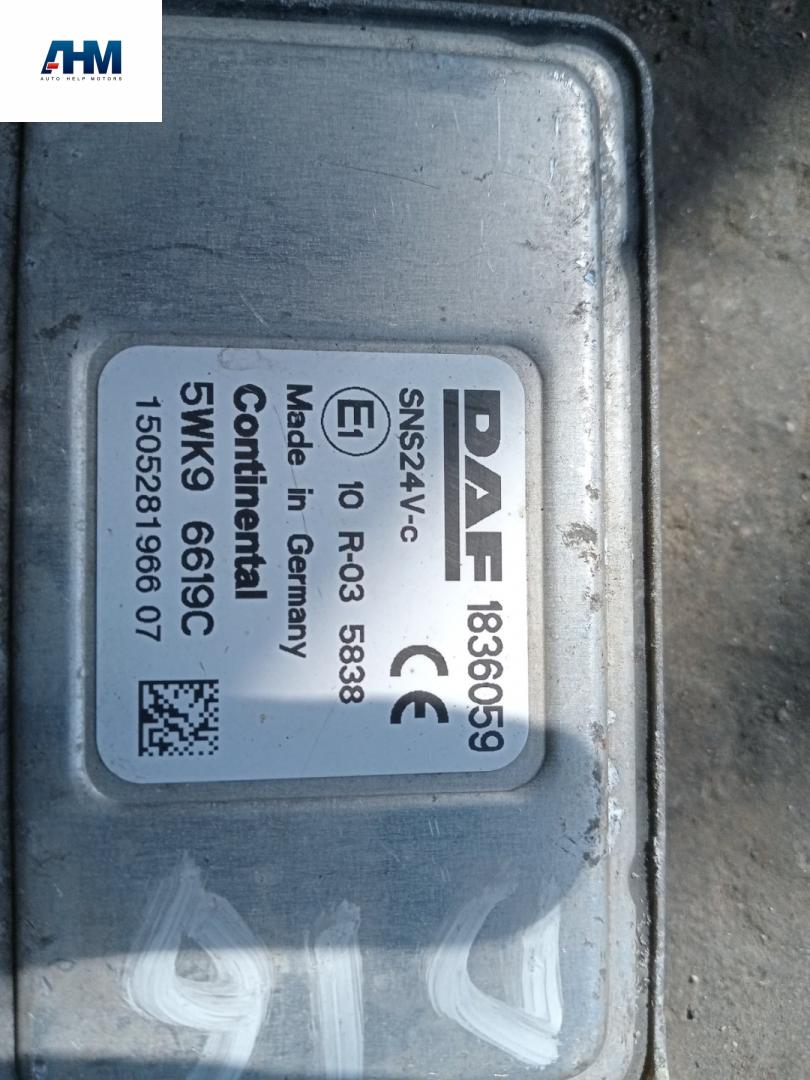 AHM
AUTO HELP MOTORS
DAF 1836059
SNS24V-c
E1 10 R-03 5838 CE
Made in Germany
Continental
5WK9 6619C
1505281966 07